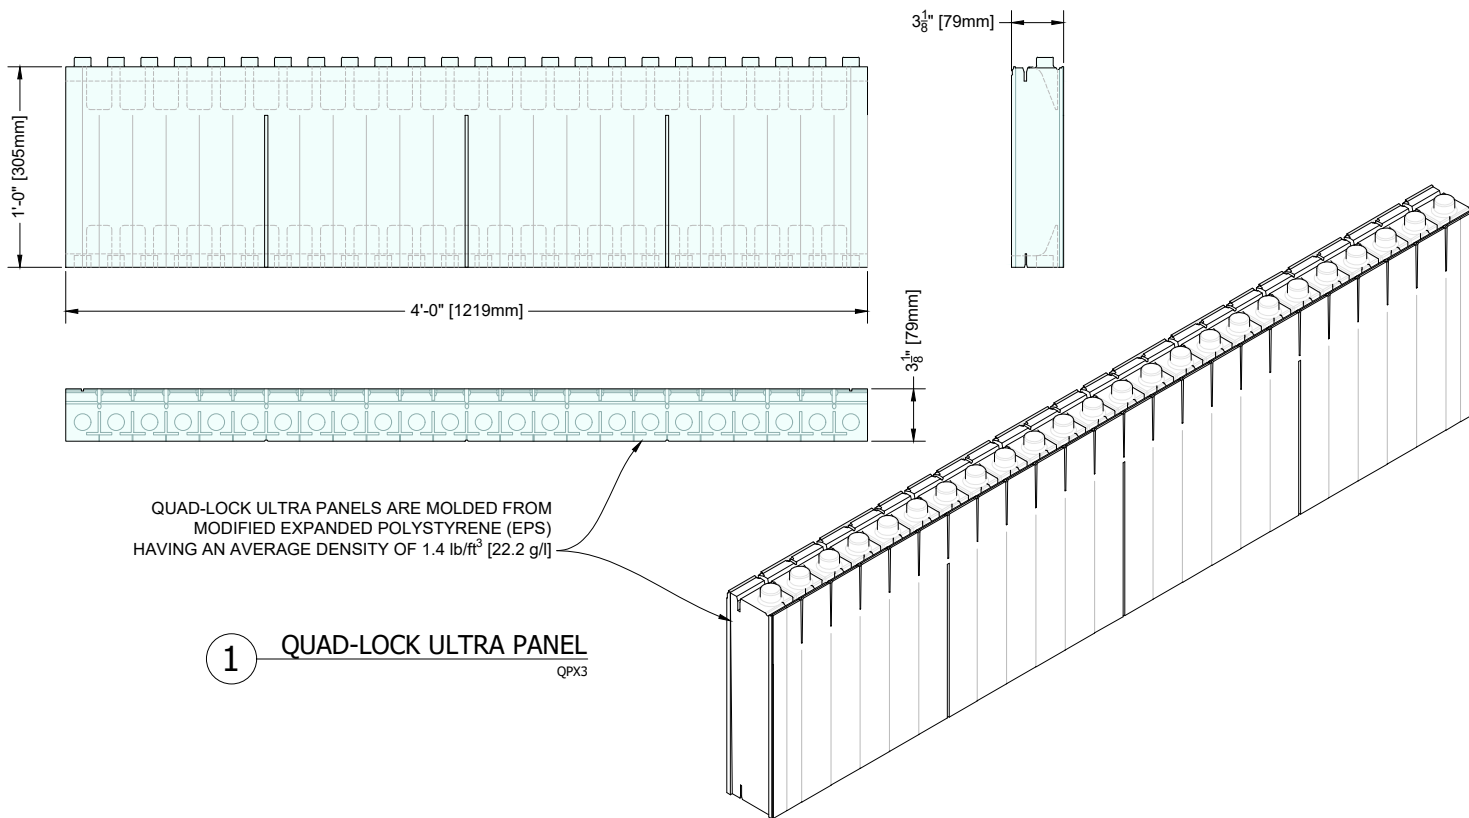 3⅛" [79mm]
1'-0" [305mm]
4'-0" [1219mm]
3⅛" [79mm]
QUAD-LOCK ULTRA PANELS ARE MOLDED FROM
MODIFIED EXPANDED POLYSTYRENE (EPS)
HAVING AN AVERAGE DENSITY OF 1.4 lb/ft³ [22.2 g/l]
1 QUAD-LOCK ULTRA PANEL
QPX3